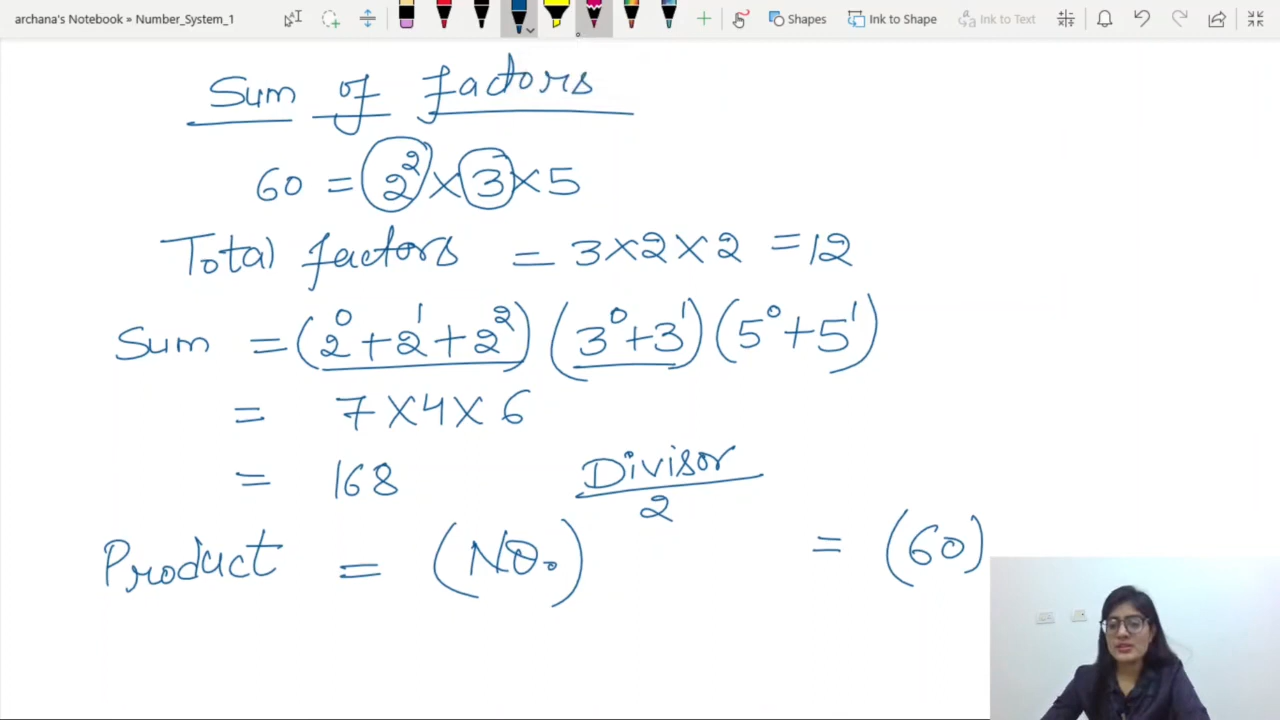 archana's Notebook » Number_System_1 Shapes Ink to Shape Ink to Text
Sum of factors
60 = 2² × 3 × 5
Total factors = 3 × 2 × 2 = 12
Sum = (2⁰ + 2¹ + 2²) (3⁰ + 3¹) (5⁰ + 5¹)
= 7 × 4 × 6
= 168
Product = (No.)^(Divisor/2) = (60)